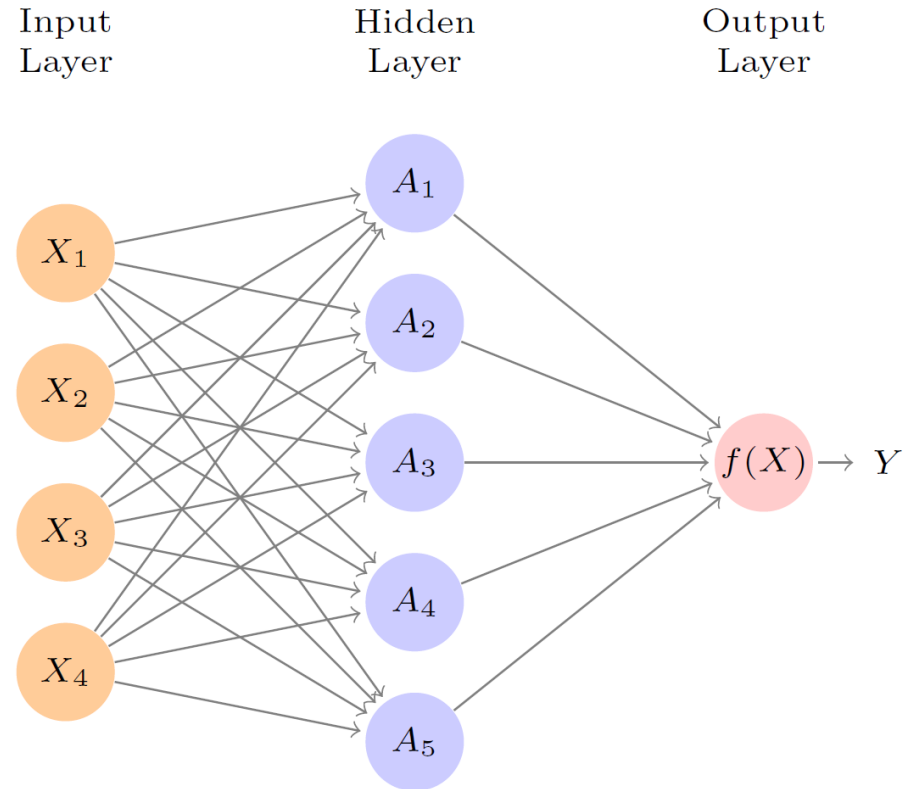 Input Layer
Hidden Layer
Output Layer
X₁
X₂
X₃
X₄
A₁
A₂
A₃
A₄
A₅
f(X)
Y